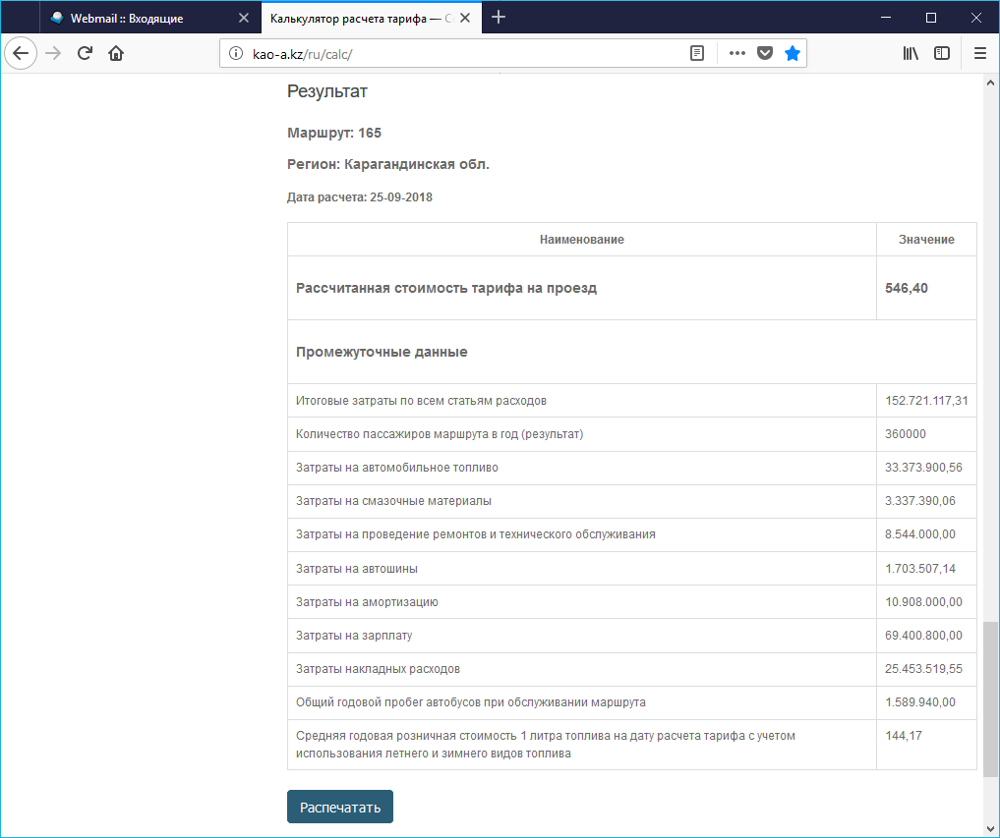 Webmail :: Входящие
Калькулятор расчета тарифа — С
kao-a.kz/ru/calc/
Результат
Маршрут: 165
Регион: Карагандинская обл.
Дата расчета: 25-09-2018
Наименование Значение
Рассчитанная стоимость тарифа на проезд 546,40
Промежуточные данные
Итоговые затраты по всем статьям расходов 152.721.117,31
Количество пассажиров маршрута в год (результат) 360000
Затраты на автомобильное топливо 33.373.900,56
Затраты на смазочные материалы 3.337.390,06
Затраты на проведение ремонтов и технического обслуживания 8.544.000,00
Затраты на автошины 1.703.507,14
Затраты на амортизацию 10.908.000,00
Затраты на зарплату 69.400.800,00
Затраты накладных расходов 25.453.519,55
Общий годовой пробег автобусов при обслуживании маршрута 1.589.940,00
Средняя годовая розничная стоимость 1 литра топлива на дату расчета тарифа с учетом 144,17
использования летнего и зимнего видов топлива
Распечатать